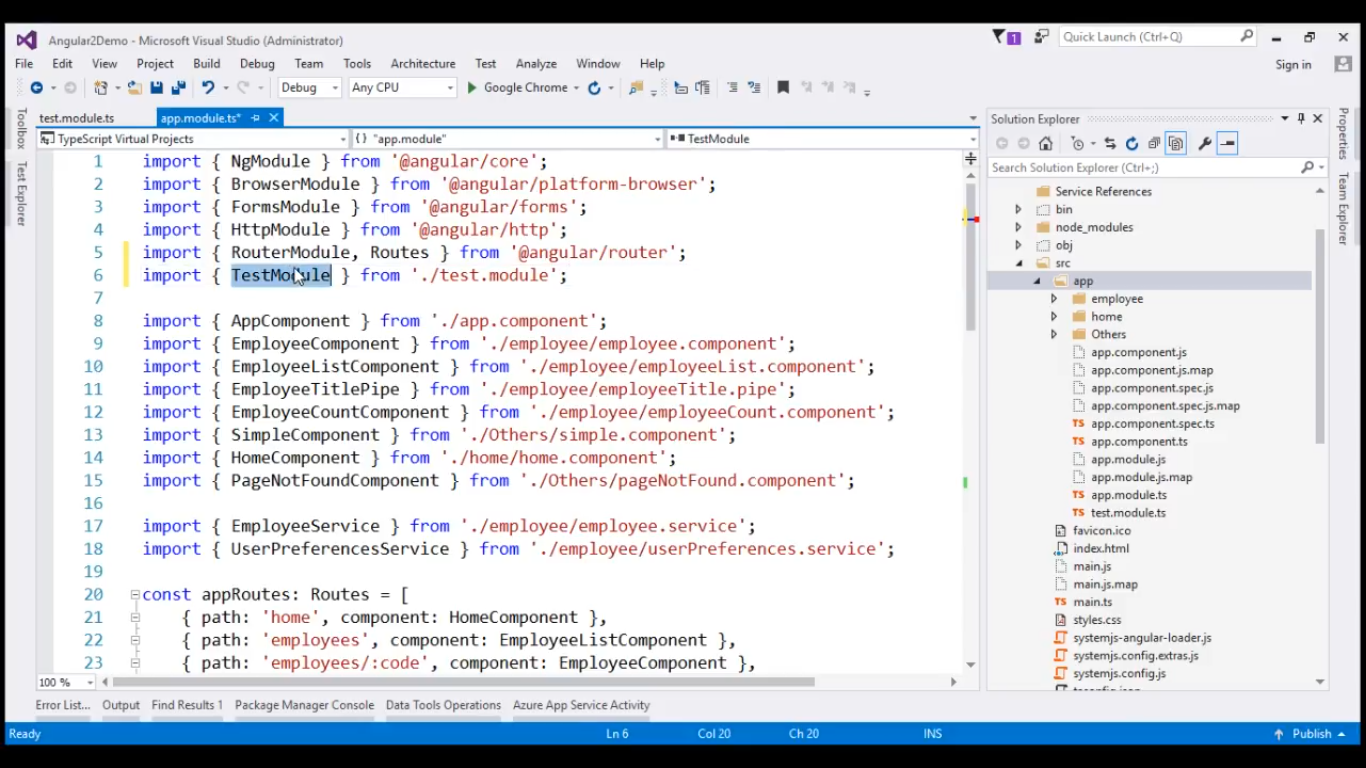 Angular2Demo - Microsoft Visual Studio (Administrator)
1
Quick Launch (Ctrl+Q)
File Edit View Project Build Debug Team Tools Architecture Test Analyze Window Help
Sign in
Debug Any CPU Google Chrome
Toolbox
Test Explorer
test.module.ts app.module.ts*
TypeScript Virtual Projects {} "app.module" TestModule
1 import { NgModule } from '@angular/core';
2 import { BrowserModule } from '@angular/platform-browser';
3 import { FormsModule } from '@angular/forms';
4 import { HttpModule } from '@angular/http';
5 import { RouterModule, Routes } from '@angular/router';
6 import { TestModule } from './test.module';
7
8 import { AppComponent } from './app.component';
9 import { EmployeeComponent } from './employee/employee.component';
10 import { EmployeeListComponent } from './employee/employeeList.component';
11 import { EmployeeTitlePipe } from './employee/employeeTitle.pipe';
12 import { EmployeeCountComponent } from './employee/employeeCount.component';
13 import { SimpleComponent } from './Others/simple.component';
14 import { HomeComponent } from './home/home.component';
15 import { PageNotFoundComponent } from './Others/pageNotFound.component';
16
17 import { EmployeeService } from './employee/employee.service';
18 import { UserPreferencesService } from './employee/userPreferences.service';
19
20 const appRoutes: Routes = [
21 { path: 'home', component: HomeComponent },
22 { path: 'employees', component: EmployeeListComponent },
23 { path: 'employees/:code', component: EmployeeComponent },
100 %
Solution Explorer
Search Solution Explorer (Ctrl+;)
Service References
bin
node_modules
obj
src
app
employee
home
Others
app.component.js
app.component.js.map
app.component.spec.js
app.component.spec.js.map
TS app.component.spec.ts
TS app.component.ts
app.module.js
app.module.js.map
TS app.module.ts
TS test.module.ts
favicon.ico
index.html
main.js
main.js.map
TS main.ts
styles.css
systemjs-angular-loader.js
systemjs.config.extras.js
systemjs.config.js
tsconfig.json
Properties
Team Explorer
Error List... Output Find Results 1 Package Manager Console Data Tools Operations Azure App Service Activity
Ready Ln 6 Col 20 Ch 20 INS Publish